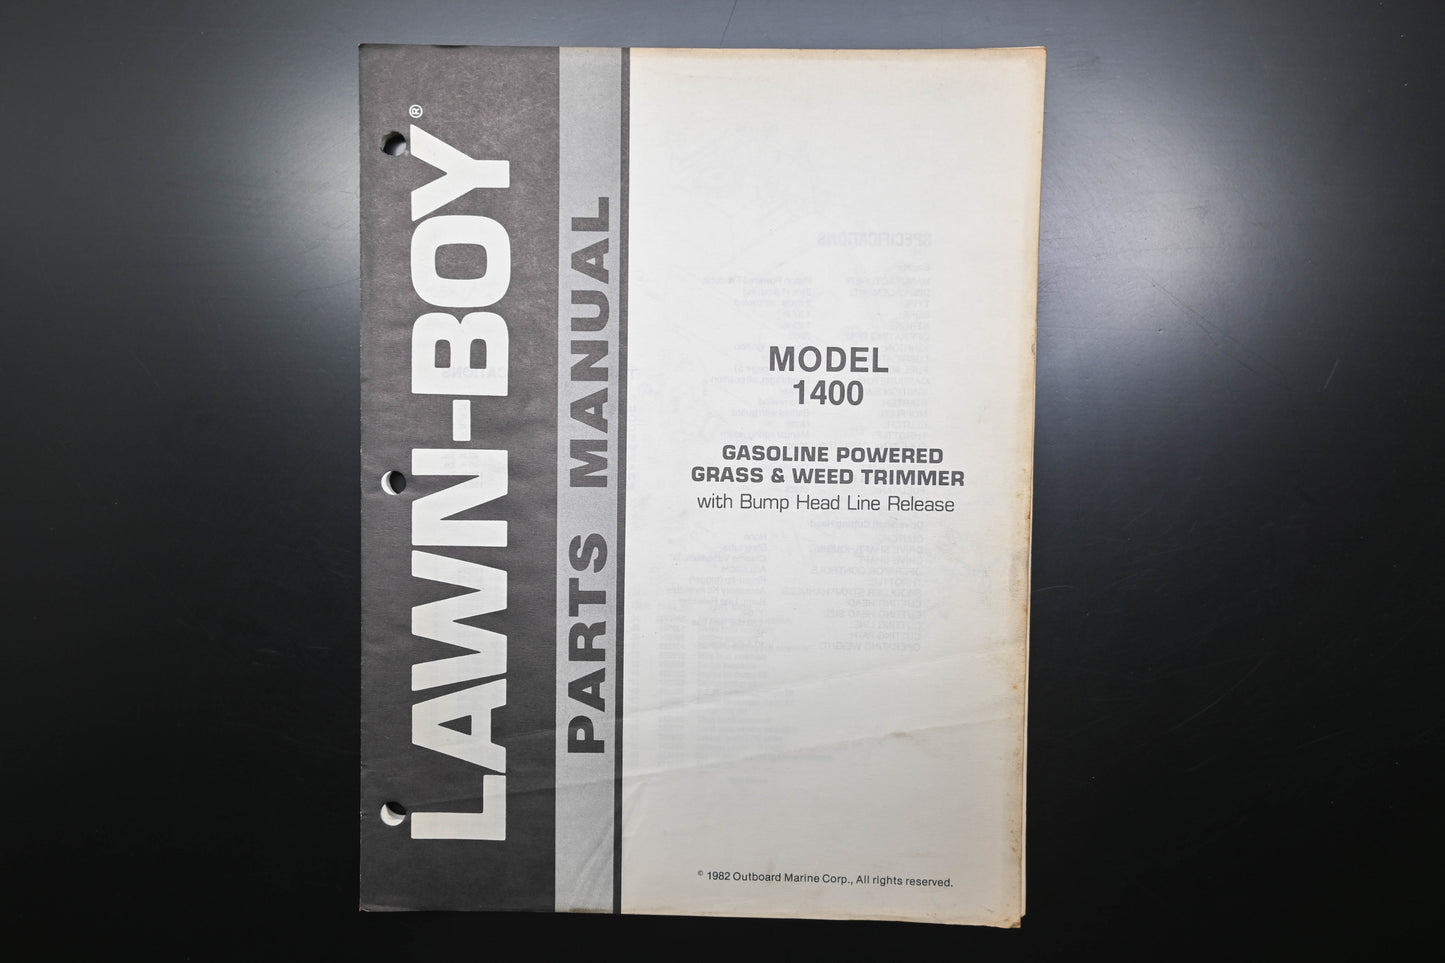 LAWN-BOY®
PARTS MANUAL
MODEL
1400
GASOLINE POWERED
GRASS & WEED TRIMMER
with Bump Head Line Release
© 1982 Outboard Marine Corp., All rights reserved.